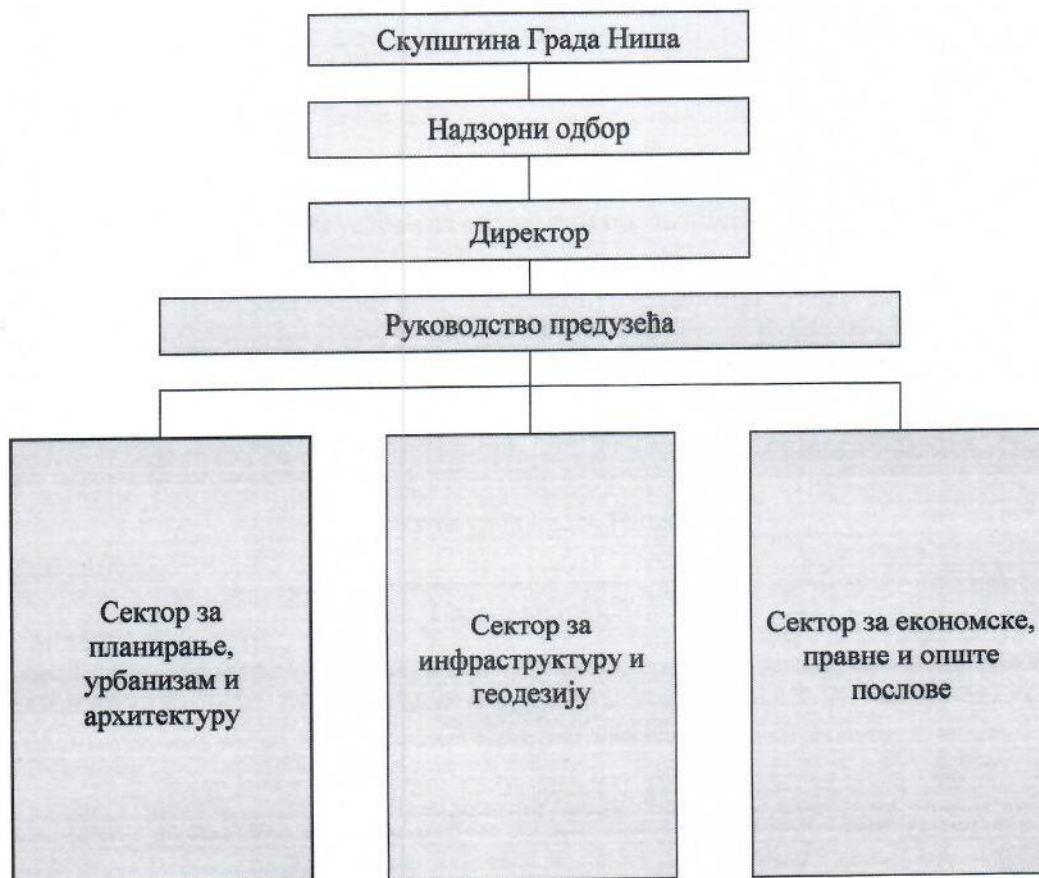 Скупштина Града Ниша
Надзорни одбор
Директор
Руководство предузећа
Сектор за
планирање,
урбанизам и
архитектуру
Сектор за
инфраструктуру и
геодезију
Сектор за економске,
правне и опште
послове